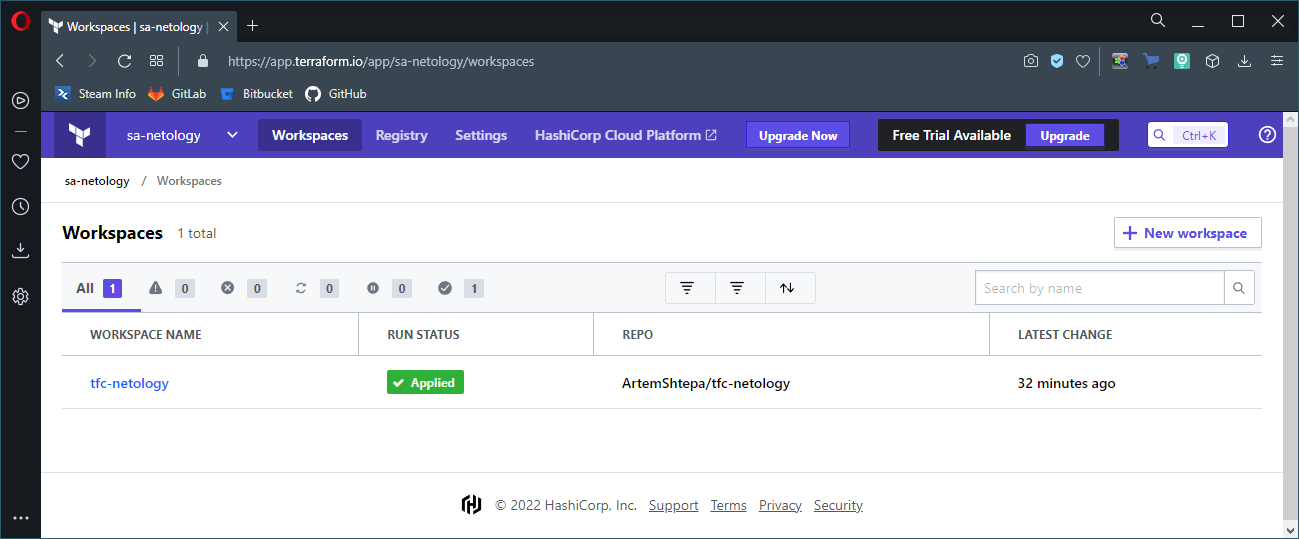 Workspaces | sa-netology |
https://app.terraform.io/app/sa-netology/workspaces
Steam Info GitLab Bitbucket GitHub
sa-netology Workspaces Registry Settings HashiCorp Cloud Platform Upgrade Now Free Trial Available Upgrade Ctrl+K
sa-netology / Workspaces
Workspaces 1 total
+ New workspace
All 1 0 0 0 0 1
Search by name
WORKSPACE NAME RUN STATUS REPO LATEST CHANGE
tfc-netology Applied ArtemShtepa/tfc-netology 32 minutes ago
© 2022 HashiCorp, Inc. Support Terms Privacy Security